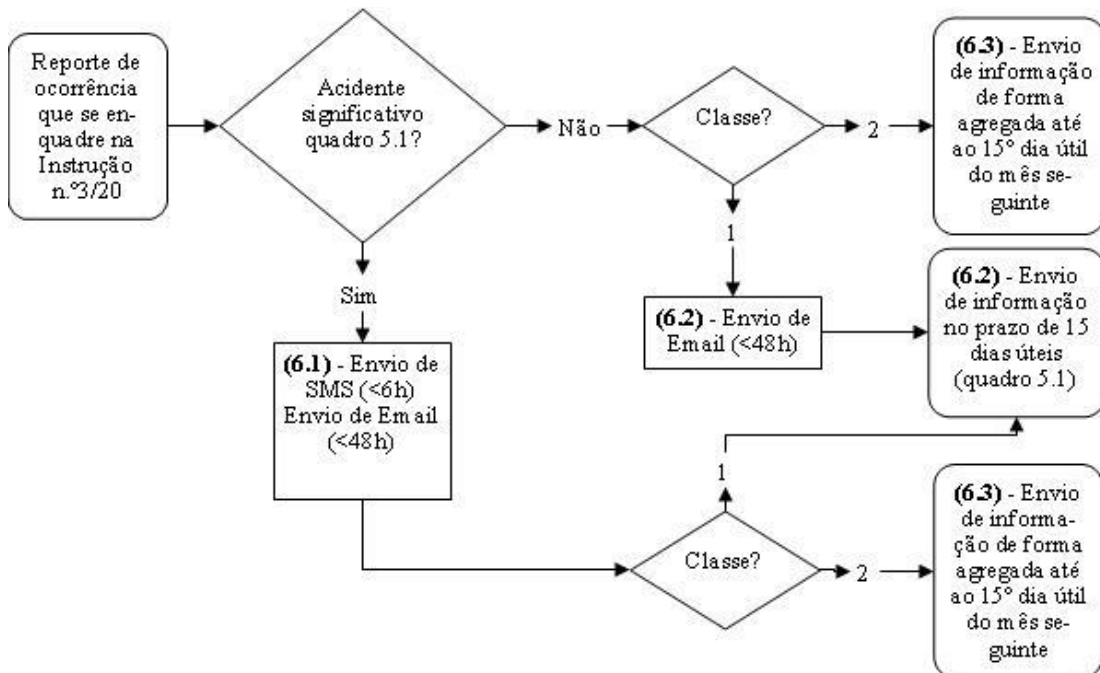 Reporte de
ocorrência
que se en-
quadre na
Instrução
n.º3/20
Acidente
significativo
quadro 5.1?
Não
Classe?
2
(6.3) - Envio
de informação
de forma
agregada até
ao 15º dia útil
do mês se-
guinte
1
Sim
(6.2) - Envio de
Email (<48h)
(6.2) - Envio
de informação
no prazo de 15
dias úteis
(quadro 5.1)
(6.1) - Envio de
SMS (<6h)
Envio de Email
(<48h)
1
Classe?
2
(6.3) - Envio
de informa-
ção de forma
agregada até
ao 15º dia útil
do mês se-
guinte